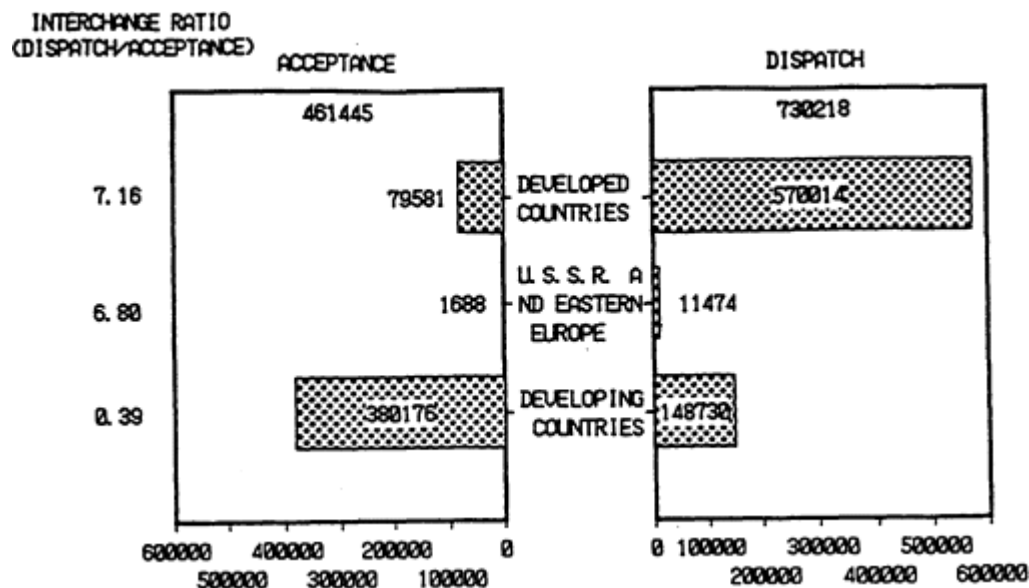 INTERCHANGE RATIO
(DISPATCH/ACCEPTANCE)
ACCEPTANCE
DISPATCH
461445
730218
7.16
79581
DEVELOPED
COUNTRIES
570014
6.80
1688
U.S.S.R. A
ND EASTERN
EUROPE
11474
0.39
380176
DEVELOPING
COUNTRIES
148730
600000 400000 200000 0
500000 300000 100000
0 100000 300000 500000
200000 400000 600000